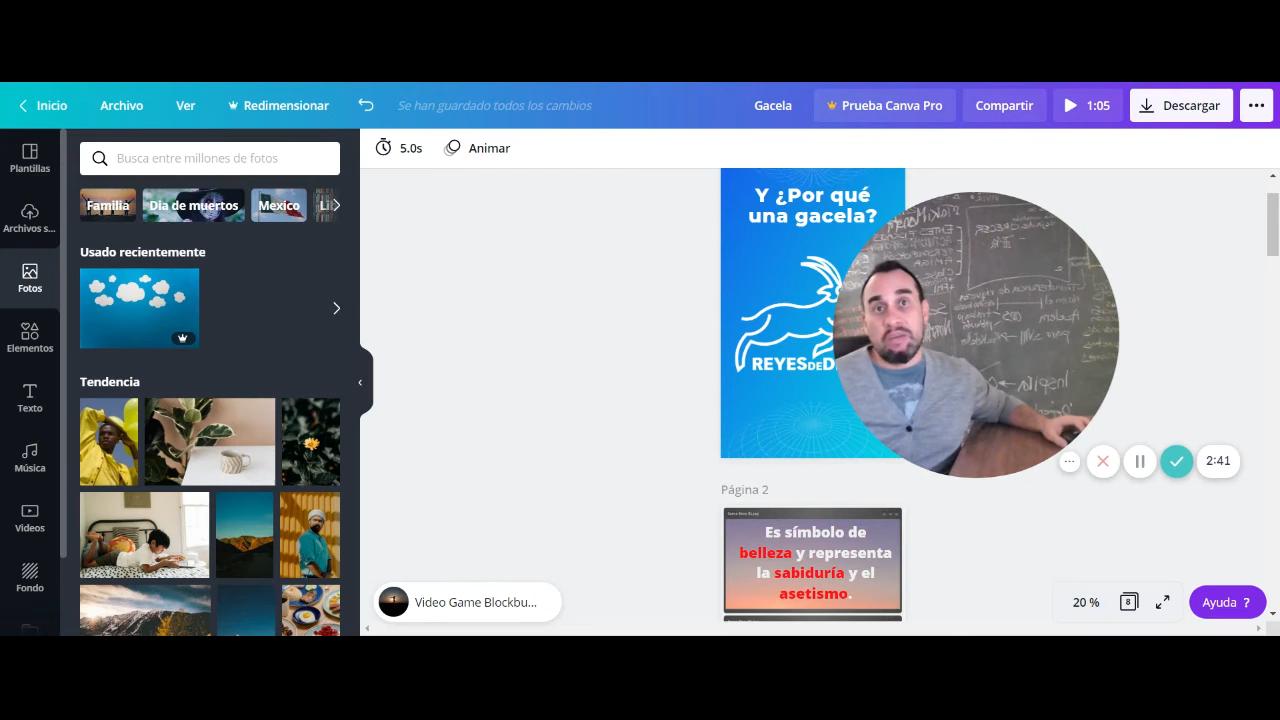 Inicio
Archivo
Ver
Redimensionar
Se han guardado todos los cambios
Gacela
Prueba Canva Pro
Compartir
1:05
Descargar
Plantillas
Archivos s...
Fotos
Elementos
Texto
Música
Videos
Fondo
Busca entre millones de fotos
Familia
Dia de muertos
Mexico
Li
Usado recientemente
Tendencia
5.0s
Animar
Y ¿Por qué
una gacela?
REYESDED
2:41
Página 2
Es símbolo de
belleza y representa
la sabiduría y el
asetismo.
Video Game Blockbu...
20 %
8
Ayuda ?